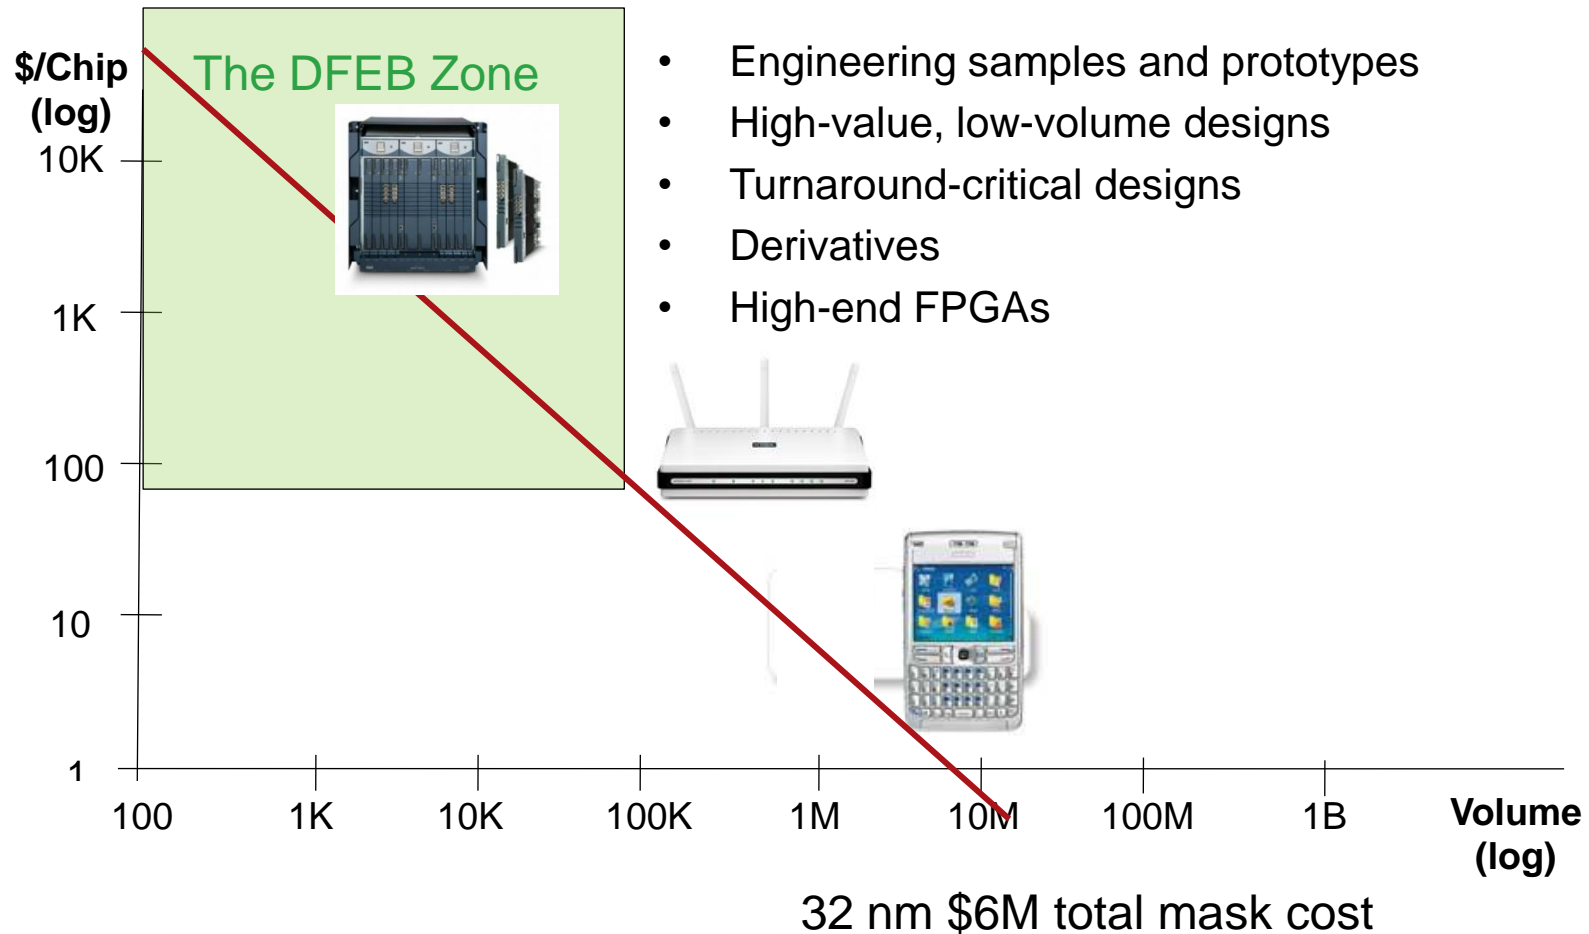 $/Chip
(log)
The DFEB Zone
• Engineering samples and prototypes
• High-value, low-volume designs
• Turnaround-critical designs
• Derivatives
• High-end FPGAs
10K
1K
100
10
1
100 1K 10K 100K 1M 10M 100M 1B
Volume
(log)
32 nm $6M total mask cost